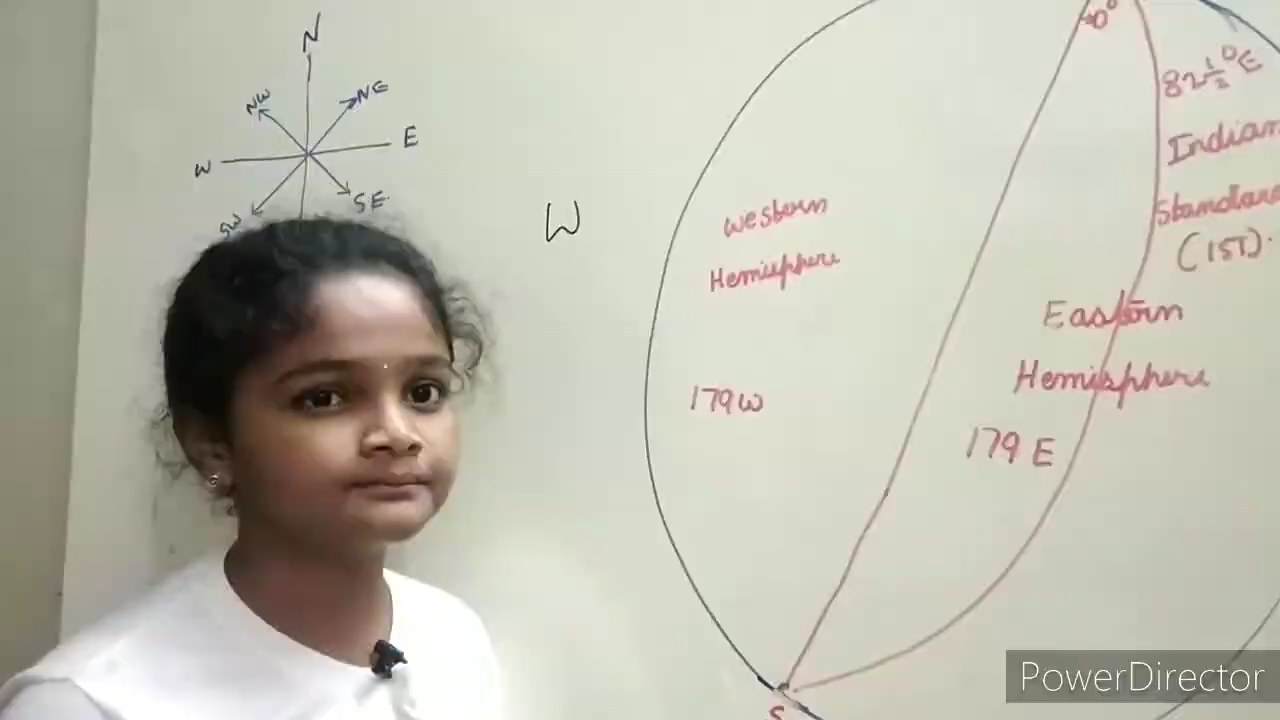 N
NW
NE
W
E
SW
SE
W
0°
82½°E
Indian
Standard
(IST).
Western
Hemisphere
Eastern
Hemisphere
179W
179 E
S
PowerDirector